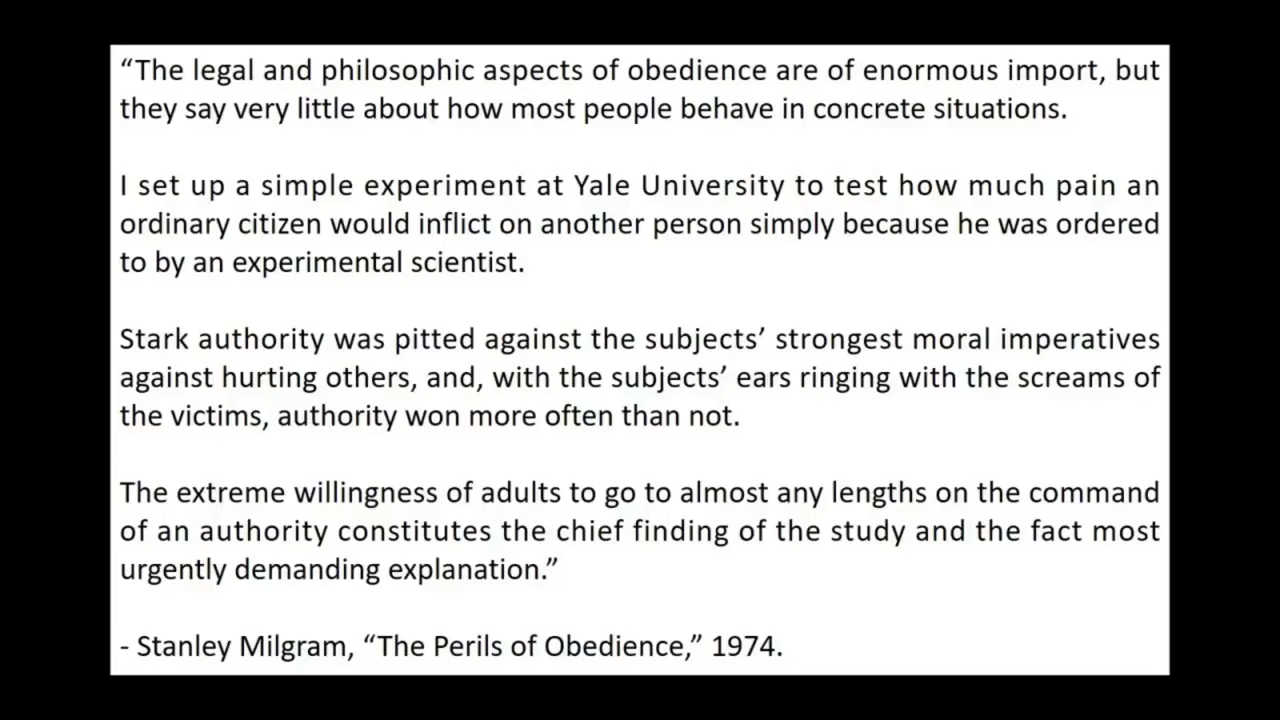 “The legal and philosophic aspects of obedience are of enormous import, but
they say very little about how most people behave in concrete situations.
I set up a simple experiment at Yale University to test how much pain an
ordinary citizen would inflict on another person simply because he was ordered
to by an experimental scientist.
Stark authority was pitted against the subjects’ strongest moral imperatives
against hurting others, and, with the subjects’ ears ringing with the screams of
the victims, authority won more often than not.
The extreme willingness of adults to go to almost any lengths on the command
of an authority constitutes the chief finding of the study and the fact most
urgently demanding explanation.”
- Stanley Milgram, “The Perils of Obedience,” 1974.